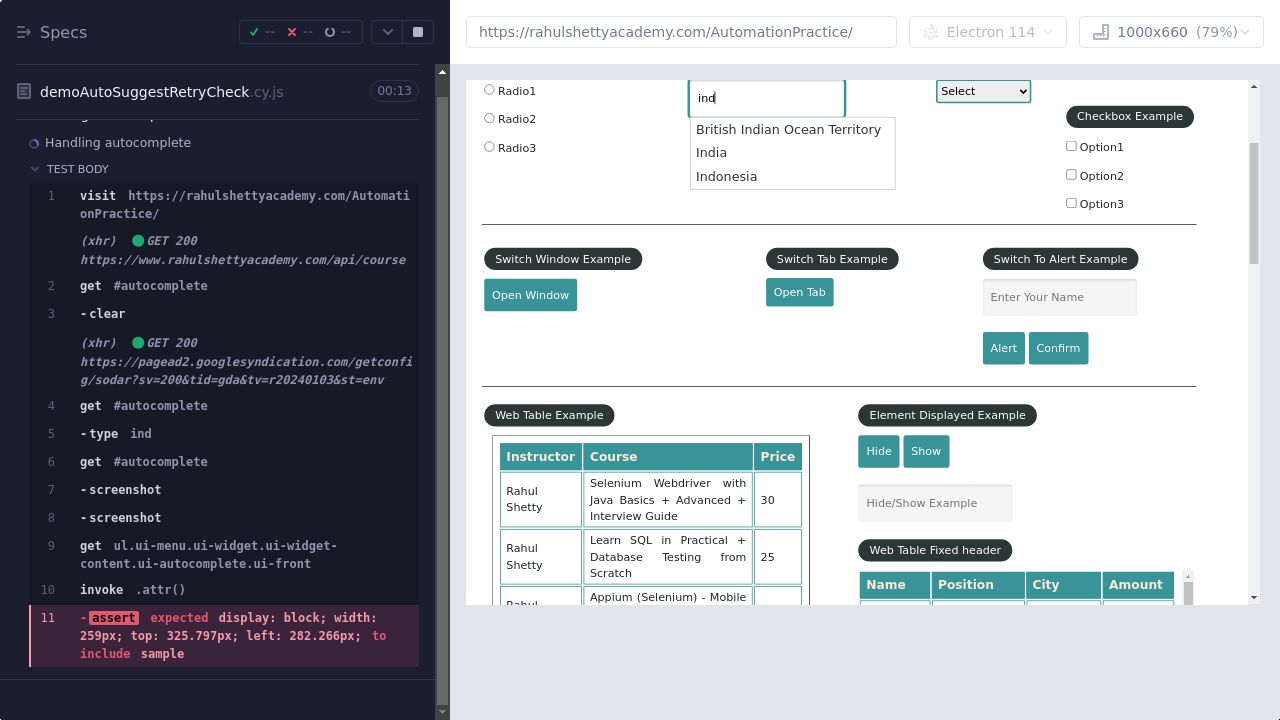 Specs
-- -- --
demoAutoSuggestRetryCheck.cy.js 00:13
Handling autocomplete
TEST BODY
1 visit https://rahulshettyacademy.com/Automati
onPractice/
(xhr) GET 200
https://www.rahulshettyacademy.com/api/course
2 get #autocomplete
3 -clear
(xhr) GET 200
https://pagead2.googlesyndication.com/getconfi
g/sodar?sv=200&tid=gda&tv=r20240103&st=env
4 get #autocomplete
5 -type ind
6 get #autocomplete
7 -screenshot
8 -screenshot
9 get ul.ui-menu.ui-widget.ui-widget-
content.ui-autocomplete.ui-front
10 invoke .attr()
11 -assert expected display: block; width:
259px; top: 325.797px; left: 282.266px; to
include sample
https://rahulshettyacademy.com/AutomationPractice/
Electron 114
1000x660 (79%)
Radio1
Radio2
Radio3
ind
British Indian Ocean Territory
India
Indonesia
Select
Checkbox Example
Option1
Option2
Option3
Switch Window Example
Open Window
Switch Tab Example
Open Tab
Switch To Alert Example
Enter Your Name
Alert Confirm
Web Table Example
Instructor Course Price
Rahul Shetty
Selenium Webdriver with
Java Basics + Advanced +
Interview Guide
30
Rahul Shetty
Learn SQL in Practical +
Database Testing from
Scratch
25
Appium (Selenium) - Mobile
Element Displayed Example
Hide Show
Hide/Show Example
Web Table Fixed header
Name Position City Amount